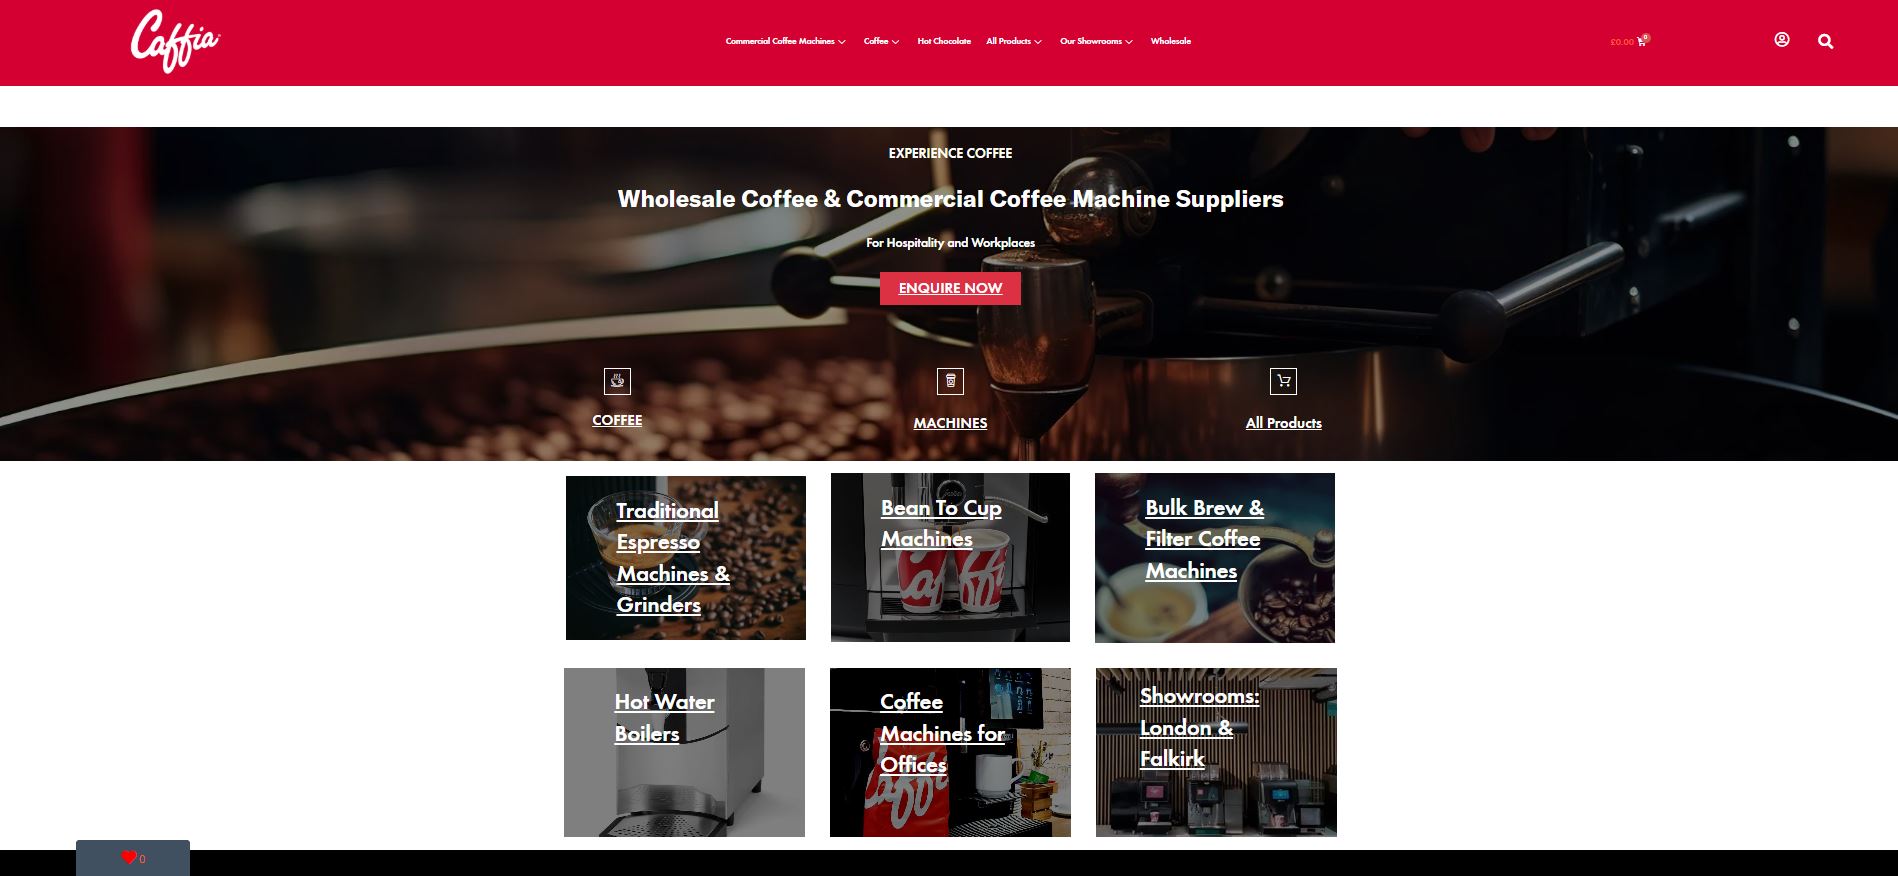 Caffia
Commercial Coffee Machines
Coffee
Hot Chocolate
All Products
Our Showrooms
Wholesale
£0.00
0
EXPERIENCE COFFEE
Wholesale Coffee & Commercial Coffee Machine Suppliers
For Hospitality and Workplaces
ENQUIRE NOW
COFFEE
MACHINES
All Products
Traditional
Espresso
Machines &
Grinders
Bean To Cup
Machines
Bulk Brew &
Filter Coffee
Machines
Hot Water
Boilers
Coffee
Machines for
Offices
Showrooms:
London &
Falkirk
0